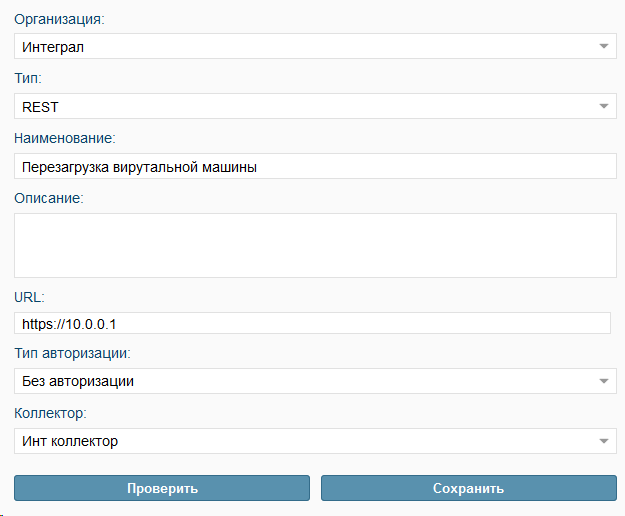 Организация:
Интеграл
Тип:
REST
Наименование:
Перезагрузка вирутальной машины
Описание:
URL:
https://10.0.0.1
Тип авторизации:
Без авторизации
Коллектор:
Инт коллектор
Проверить Сохранить